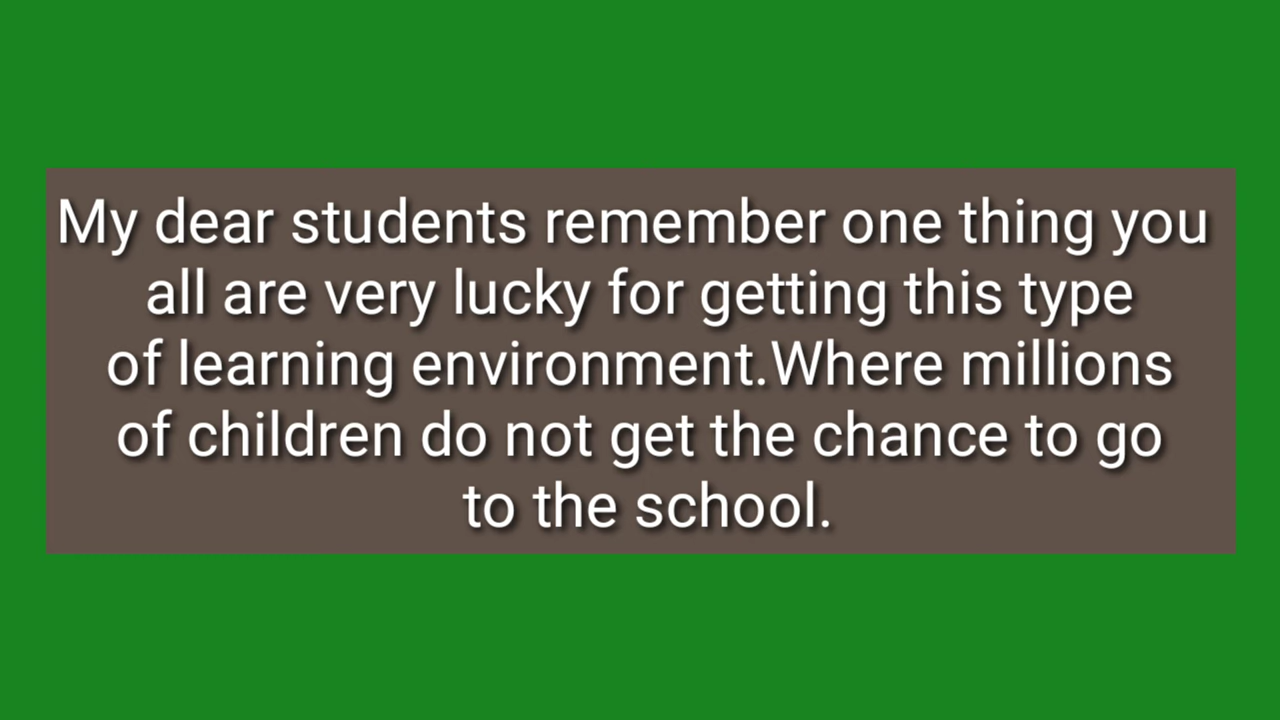 My dear students remember one thing you
all are very lucky for getting this type
of learning environment.Where millions
of children do not get the chance to go
to the school.